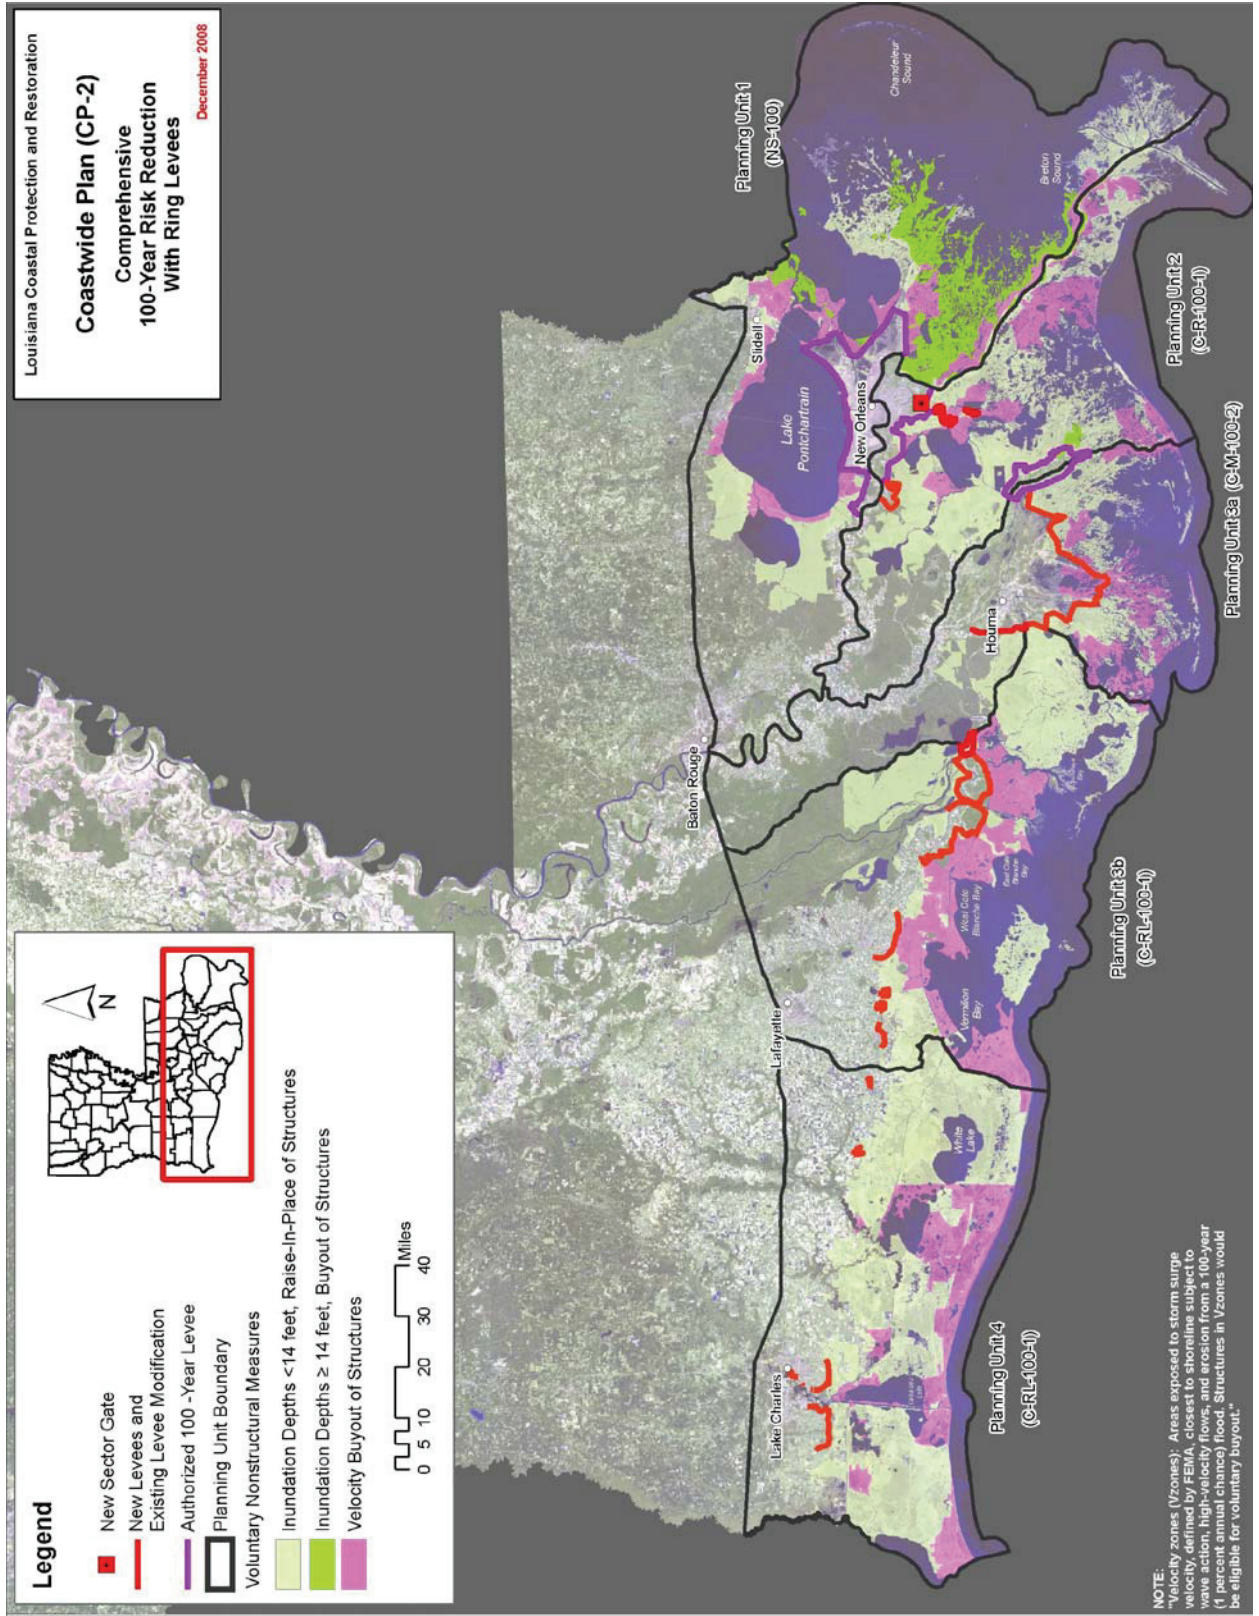 Louisiana Coastal Protection and Restoration
Coastwide Plan (CP-2)
Comprehensive
100-Year Risk Reduction
With Ring Levees
December 2008
Legend
New Sector Gate
New Levees and
Existing Levee Modification
Authorized 100 -Year Levee
Planning Unit Boundary
Voluntary Nonstructural Measures
Inundation Depths <14 feet, Raise-In-Place of Structures
Inundation Depths ≥ 14 feet, Buyout of Structures
Velocity Buyout of Structures
0 5 10 20 30 40
Miles
N
Baton Rouge
Slidell
Lake
Pontchartrain
New Orleans
Lafayette
Lake Charles
Houma
Chandeleur
Sound
Breton
Sound
White
Lake
Vermilion
Bay
West Cote
Blanche Bay
East Cote
Blanche
Bay
Planning Unit 1
(NS-100)
Planning Unit 2
(C-R-100-1)
Planning Unit 3a (C-M-100-2)
Planning Unit 3b
(C-RL-100-1)
Planning Unit 4
(C-RL-100-1)
NOTE:
"Velocity zones (Vzones): Areas exposed to storm surge
velocity, defined by FEMA, closest to shoreline subject to
wave action, high-velocity flows, and erosion from a 100-year
(1 percent annual chance) flood. Structures in Vzones would
be eligible for voluntary buyout."